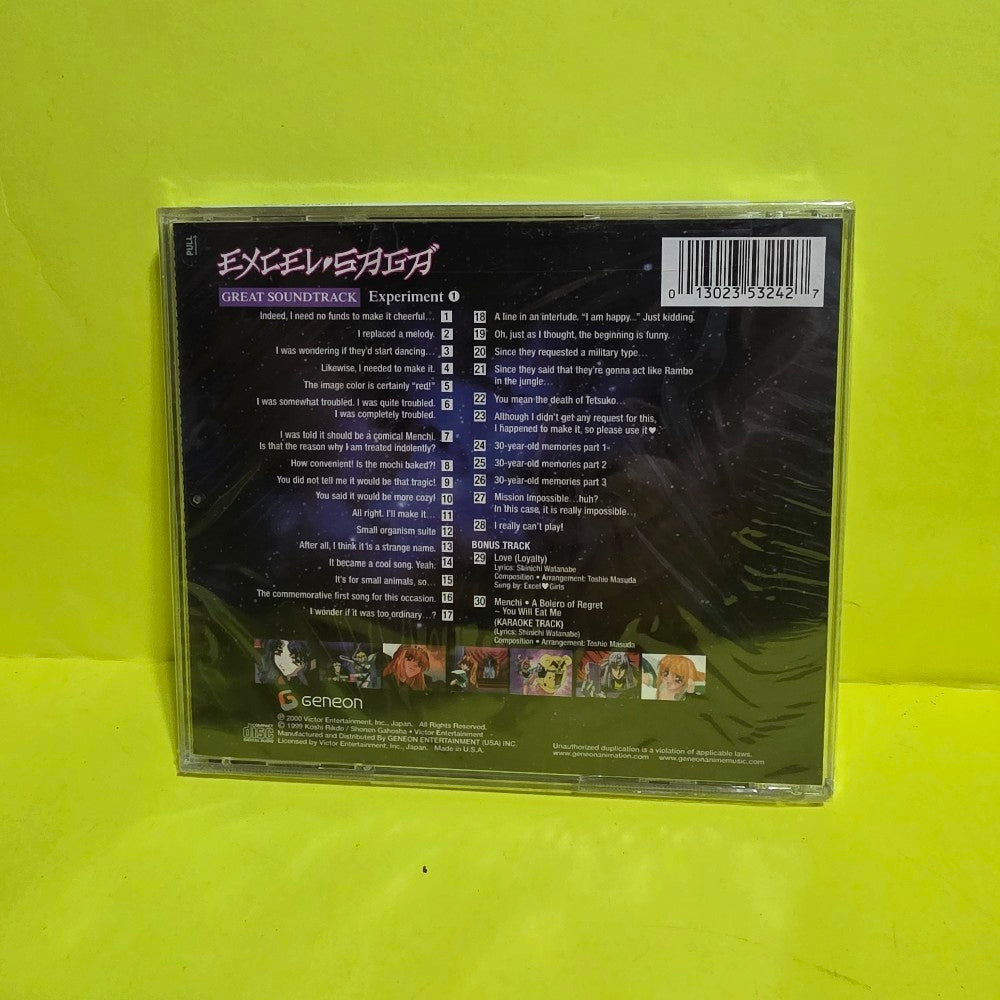 PULL
EXCEL♥SAGA
0 13023 53242 7
GREAT SOUNDTRACK Experiment 1
Indeed, I need no funds to make it cheerful... 1
I replaced a melody. 2
I was wondering if they'd start dancing... 3
Likewise, I needed to make it. 4
The image color is certainly "red!" 5
I was somewhat troubled. I was quite troubled. 6
I was completely troubled.
I was told it should be a comical Menchi. 7
Is that the reason why I am treated indolently?
How convenient! Is the mochi baked?! 8
You did not tell me it would be that tragic! 9
You said it would be more cozy! 10
All right. I'll make it... 11
Small organism suite 12
After all, I think it is a strange name. 13
It became a cool song. Yeah. 14
It's for small animals, so... 15
The commemorative first song for this occasion. 16
I wonder if it was too ordinary...? 17
18 A line in an interlude. "I am happy..." Just kidding.
19 Oh, just as I thought, the beginning is funny.
20 Since they requested a military type...
21 Since they said that they're gonna act like Rambo
in the jungle...
22 You mean the death of Tetsuko...
23 Although I didn't get any request for this,
I happened to make it, so please use it♥.
24 30-year-old memories part 1
25 30-year-old memories part 2
26 30-year-old memories part 3
27 Mission Impossible...huh?
In this case, it is really impossible...
28 I really can't play!
BONUS TRACK
29 Love (Loyalty)
Lyrics: Shinichi Watanabe
Composition • Arrangement: Toshio Masuda
Sung by: Excel♥Girls
30 Menchi • A Bolero of Regret
~ You Will Eat Me
(KARAOKE TRACK)
(Lyrics: Shinichi Watanabe)
Composition • Arrangement: Toshio Masuda
GENEON
COMPACT
disc
DIGITAL AUDIO
℗ 2000 Victor Entertainment, Inc., Japan. All Rights Reserved.
© 1999 Koshi Rikdo / Shonen Gahosha • Victor Entertainment
Manufactured and Distributed By GENEON ENTERTAINMENT (USA) INC.
Licensed by Victor Entertainment, Inc., Japan. Made in U.S.A.
Unauthorized duplication is a violation of applicable laws.
www.geneonanimation.com www.geneonanimemusic.com